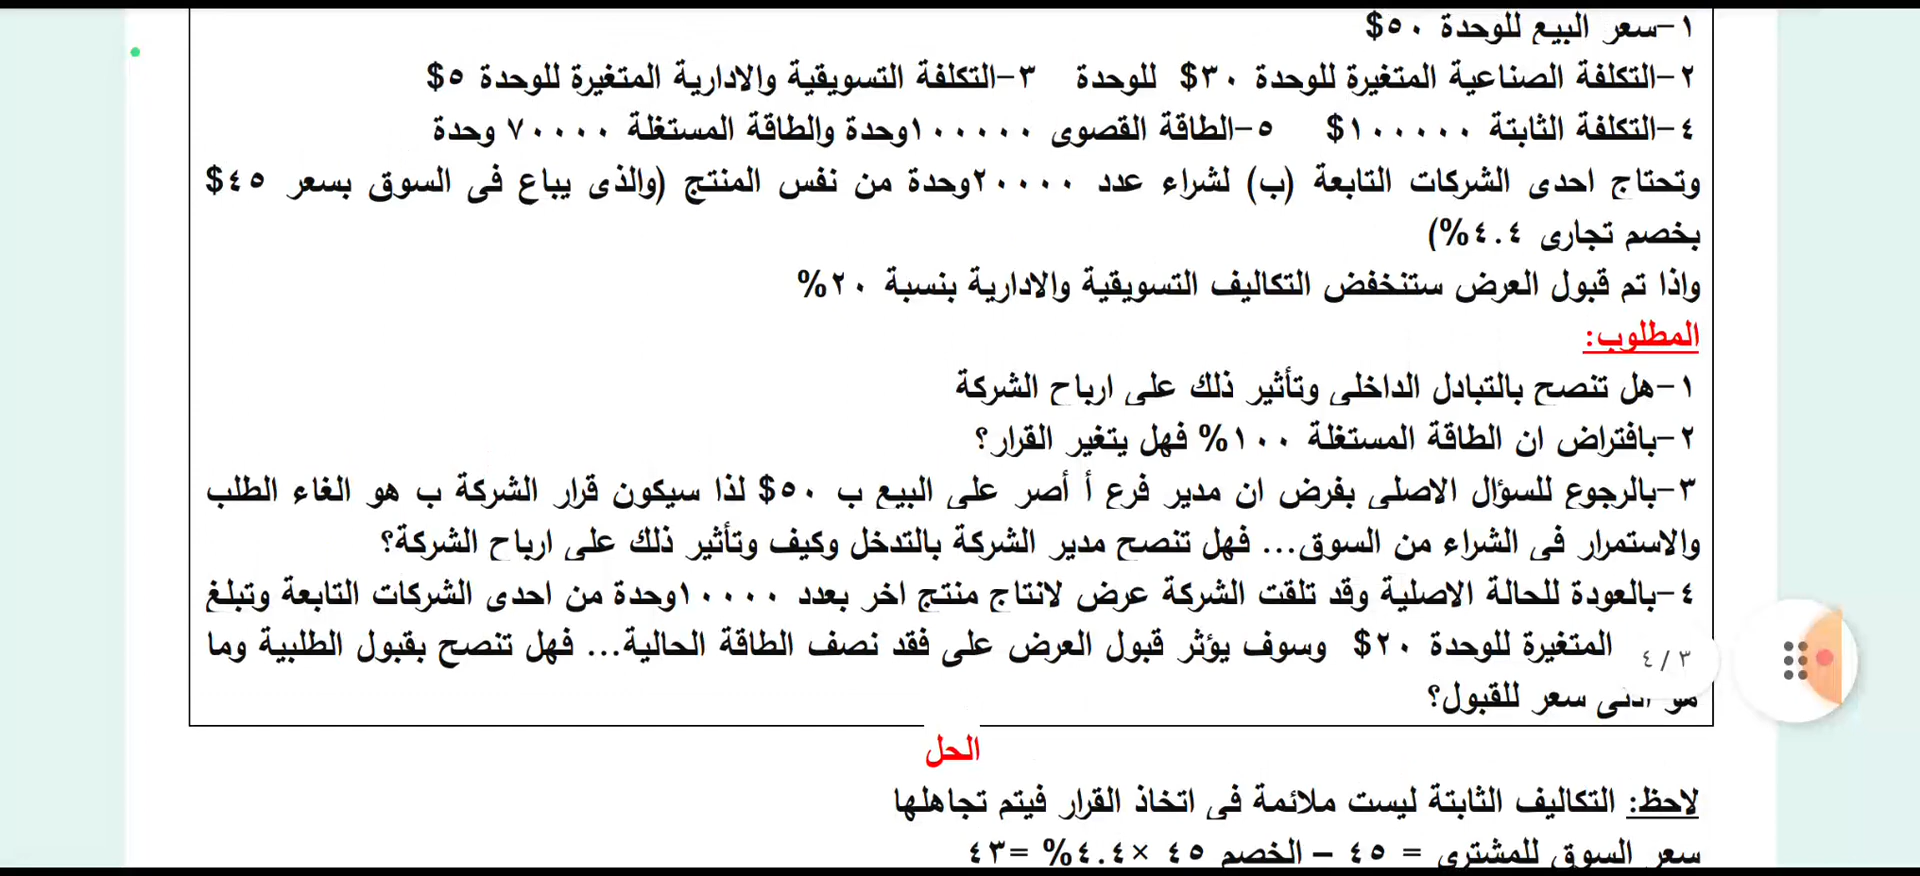 ١-سعر البيع للوحدة ٥٠$
٢-التكلفة الصناعية المتغيرة للوحدة ٣٠$ للوحدة ٣-التكلفة التسويقية والادارية المتغيرة للوحدة ٥$
٤-التكلفة الثابتة ١٠٠٠٠٠$ ٥-الطاقة القصوى ١٠٠٠٠٠وحدة والطاقة المستغلة ٧٠٠٠٠ وحدة
وتحتاج احدى الشركات التابعة (ب) لشراء عدد ٢٠٠٠٠وحدة من نفس المنتج (والذى يباع فى السوق بسعر ٤٥$
بخصم تجارى ٤.٤%)
واذا تم قبول العرض ستنخفض التكاليف التسويقية والادارية بنسبة ٢٠%
المطلوب:
١-هل تنصح بالتبادل الداخلى وتأثير ذلك على ارباح الشركة
٢-بافتراض ان الطاقة المستغلة ١٠٠% فهل يتغير القرار؟
٣-بالرجوع للسؤال الاصلى بفرض ان مدير فرع أ أصر على البيع ب ٥٠$ لذا سيكون قرار الشركة ب هو الغاء الطلب
والاستمرار فى الشراء من السوق... فهل تنصح مدير الشركة بالتدخل وكيف وتأثير ذلك على ارباح الشركة؟
٤-بالعودة للحالة الاصلية وقد تلقت الشركة عرض لانتاج منتج اخر بعدد ١٠٠٠٠وحدة من احدى الشركات التابعة وتبلغ
المتغيرة للوحدة ٢٠$ وسوف يؤثر قبول العرض على فقد نصف الطاقة الحالية... فهل تنصح بقبول الطلبية وما
سعر للقبول؟
٤/٣
الحل
لاحظ: التكاليف الثابتة ليست ملائمة فى اتخاذ القرار فيتم تجاهلها
سعر السوق للمشترى = ٤٥ – الخصم ٤٥ ×٤.٤% =٤٣